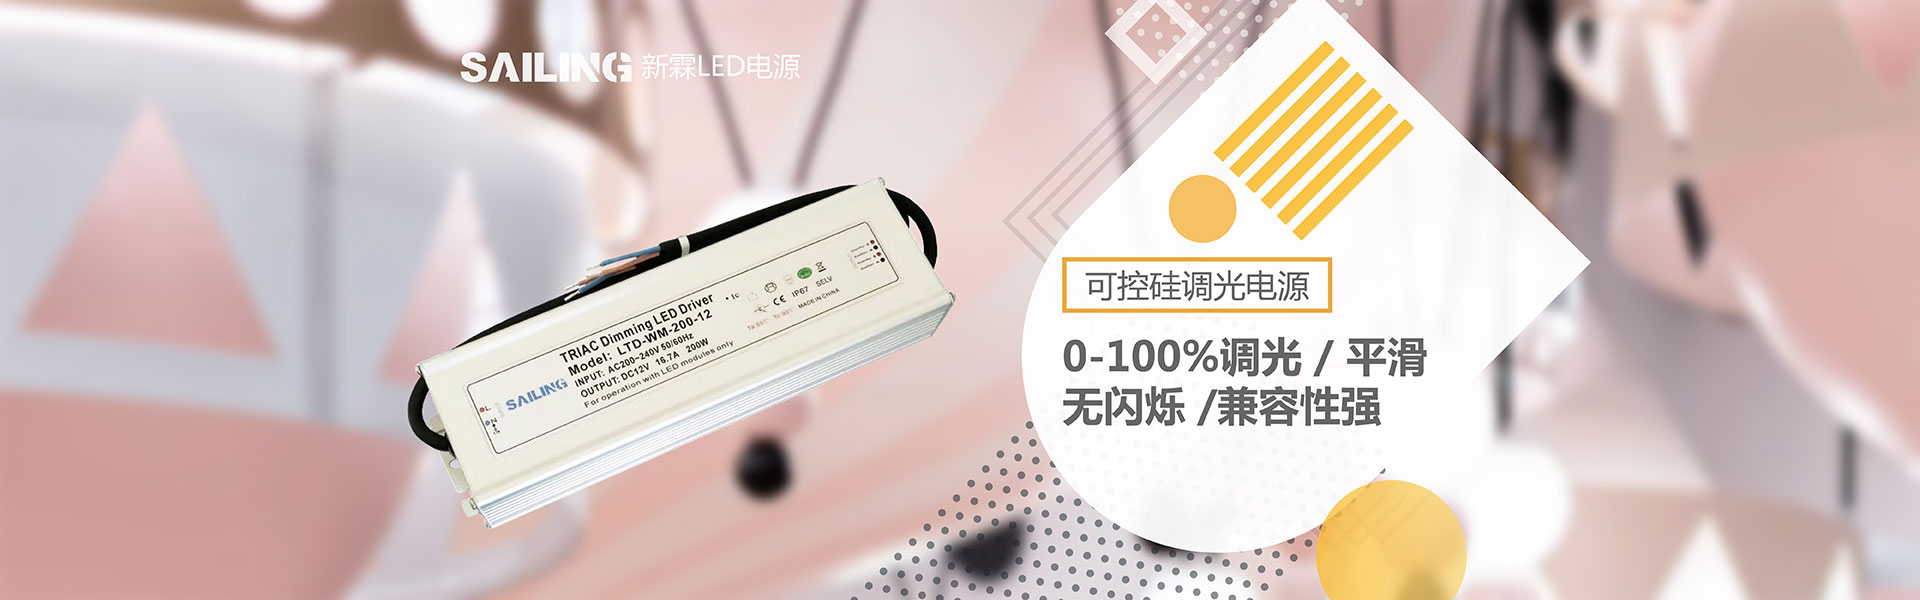 SAILING 新霖LED电源
可控硅调光电源
0-100%调光 / 平滑
无闪烁 /兼容性强
TRIAC Dimming LED Driver
Model: LTD-WM-200-12
INPUT: AC200~240V 50/60Hz
OUTPUT: DC12V 16.7A 200W
For operation with LED modules only
SAILING
L
N
• tc
CE IP67 SELV
MADE IN CHINA